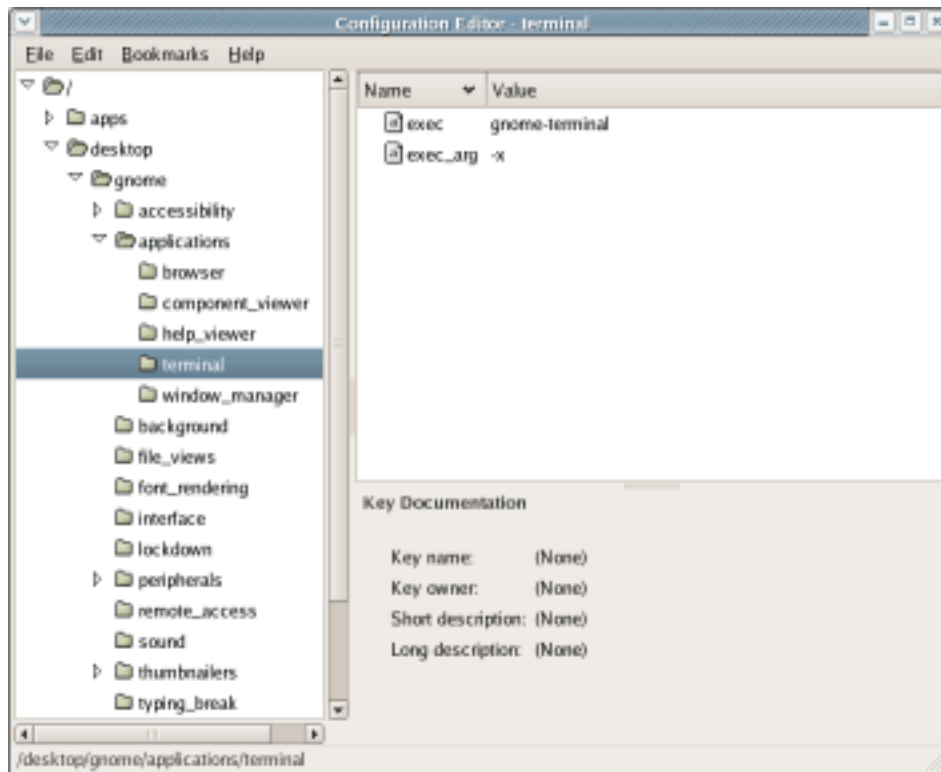 Configuration Editor - terminal
File Edit Bookmarks Help
/
apps
desktop
gnome
accessibility
applications
browser
component_viewer
help_viewer
terminal
window_manager
background
file_views
font_rendering
interface
lockdown
peripherals
remote_access
sound
thumbnailers
typing_break
Name Value
exec gnome-terminal
exec_arg -x
Key Documentation
Key name: (None)
Key owner: (None)
Short description: (None)
Long description: (None)
/desktop/gnome/applications/terminal